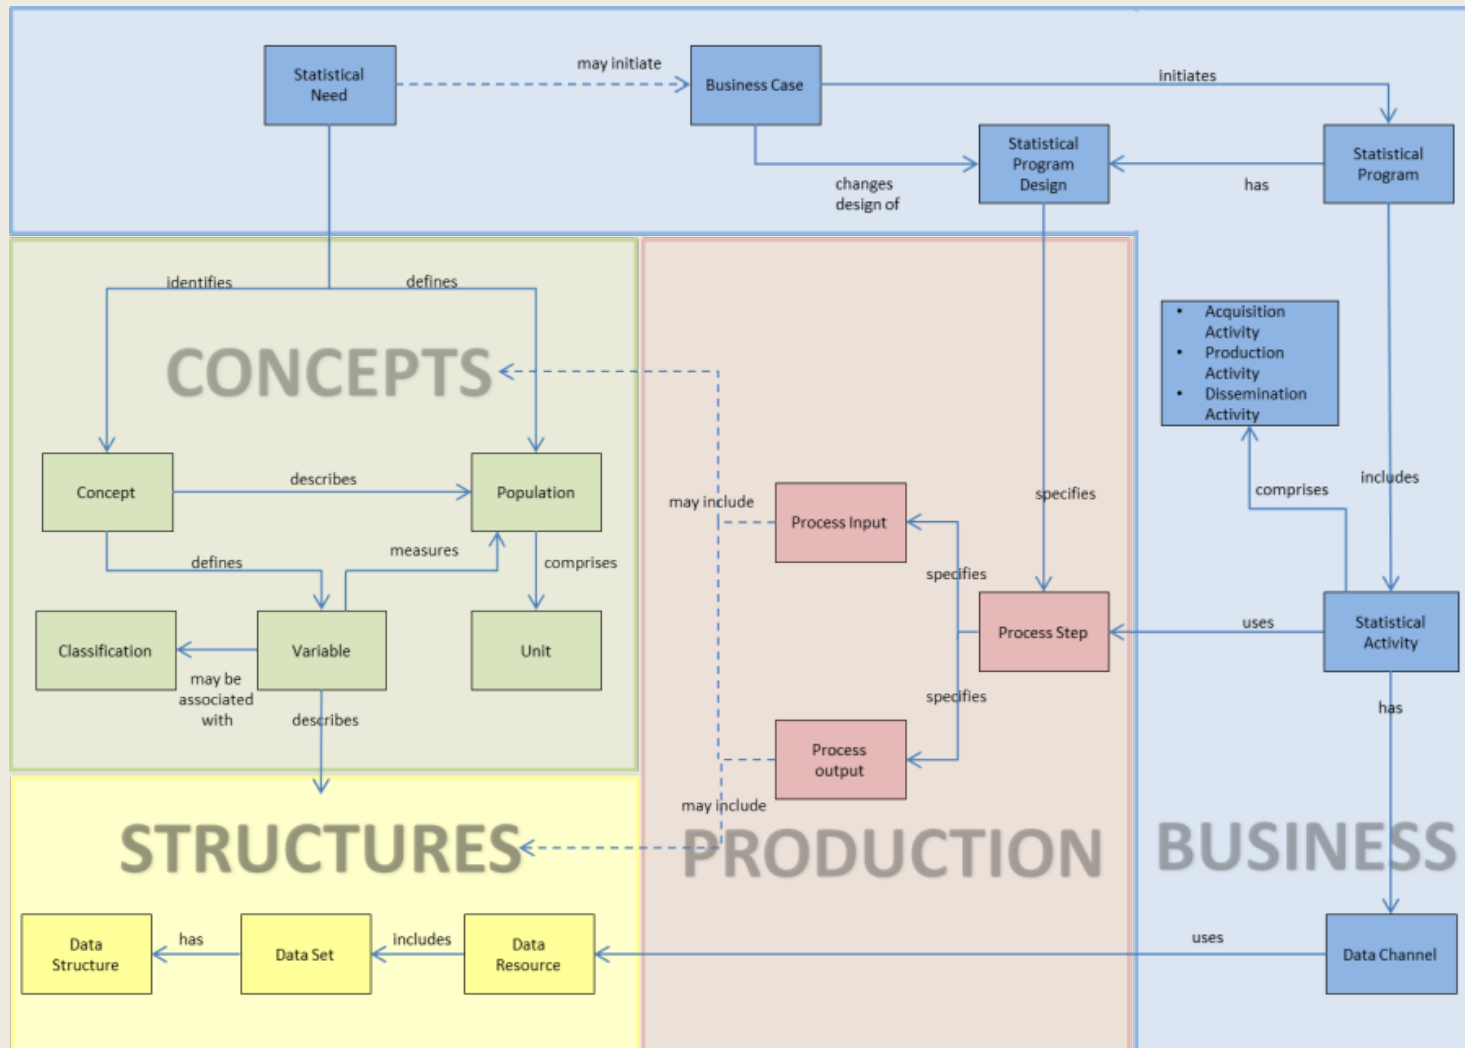 Statistical
Need
may initiate
Business Case
initiates
Statistical
Program
Design
Statistical
Program
changes
design of
has
identifies
defines
• Acquisition
Activity
• Production
Activity
• Dissemination
Activity
CONCEPTS
Concept
describes
Population
specifies
includes
comprises
may include
Process Input
defines
measures
comprises
specifies
Classification
Variable
Unit
Process Step
uses
Statistical
Activity
may be
associated
with
describes
specifies
has
Process
output
may include
STRUCTURES
PRODUCTION
BUSINESS
Data
Structure
has
Data Set
includes
Data
Resource
uses
Data Channel